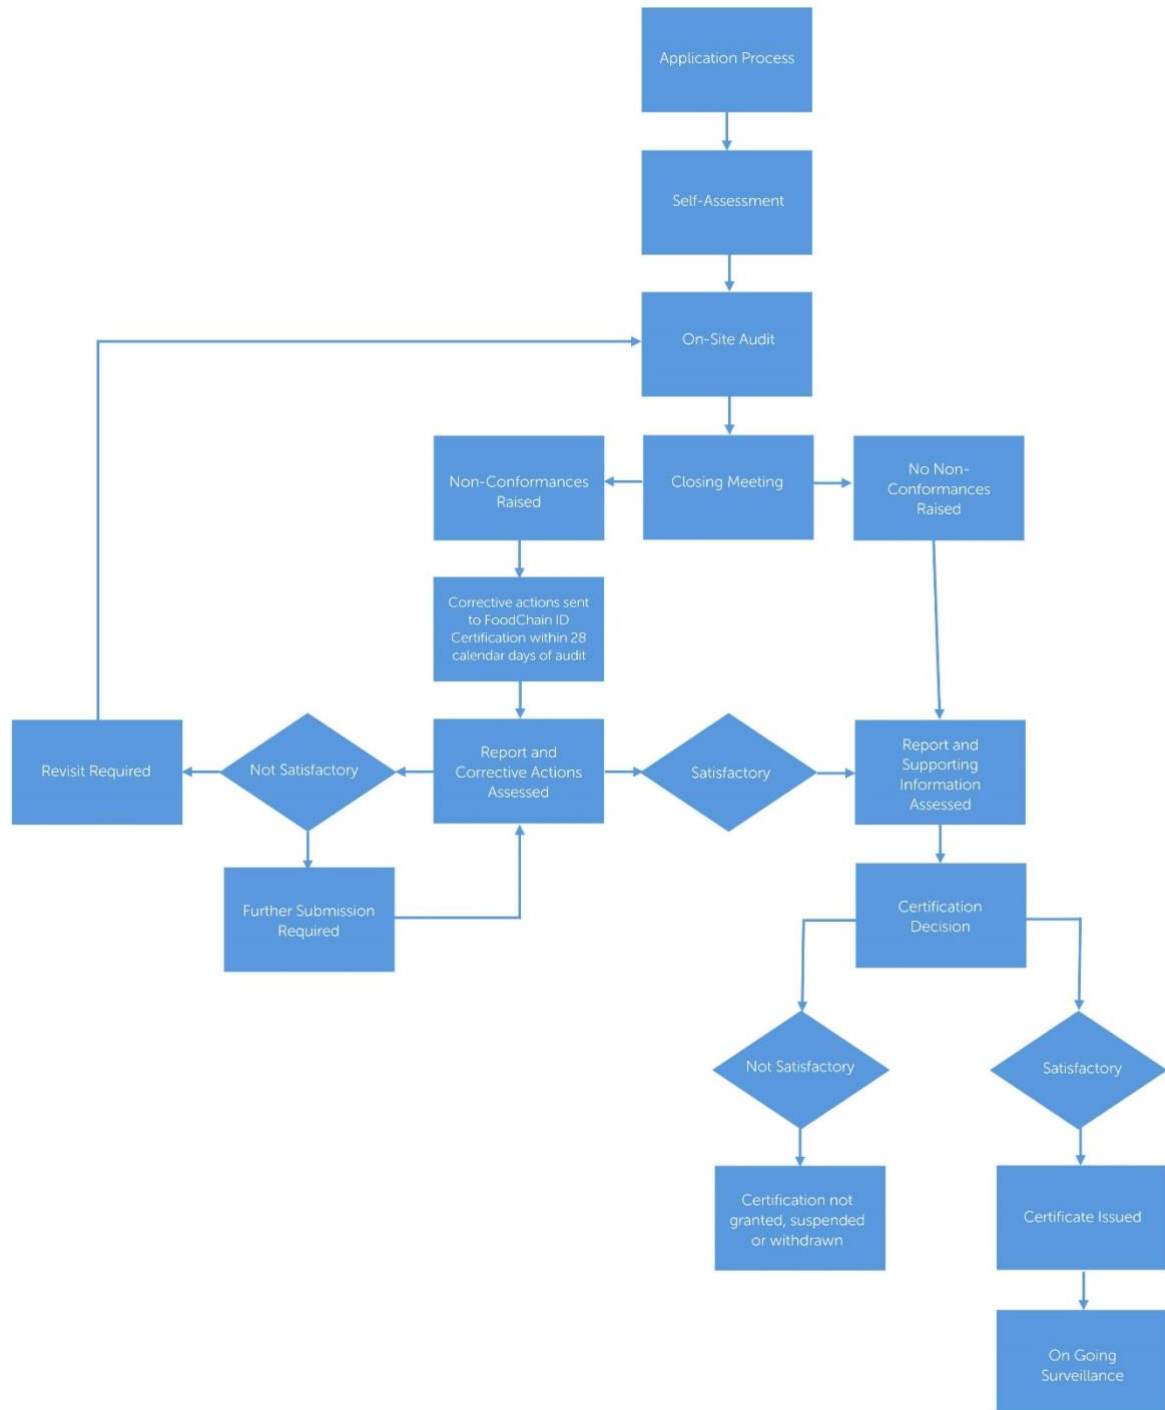 Application Process
Self-Assessment
On-Site Audit
Non-Conformances
Raised
Closing Meeting
No Non-
Conformances
Raised
Corrective actions sent
to FoodChain ID
Certification within 28
calendar days of audit
Revisit Required
Not Satisfactory
Report and
Corrective Actions
Assessed
Satisfactory
Report and
Supporting
Information
Assessed
Further Submission
Required
Certification
Decision
Not Satisfactory
Satisfactory
Certification not
granted, suspended
or withdrawn
Certificate Issued
On Going
Surveillance